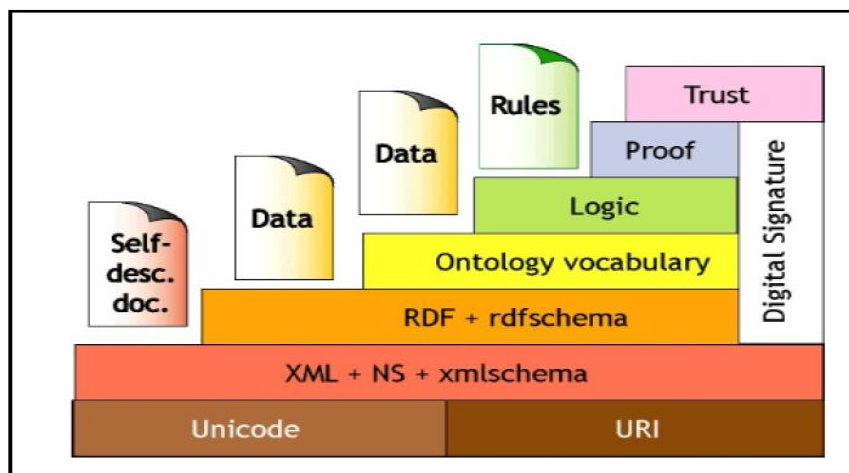 Rules
Trust
Data
Proof
Logic
Digital Signature
Data
Self-
desc.
doc.
Ontology vocabulary
RDF + rdfschema
XML + NS + xmlschema
Unicode
URI